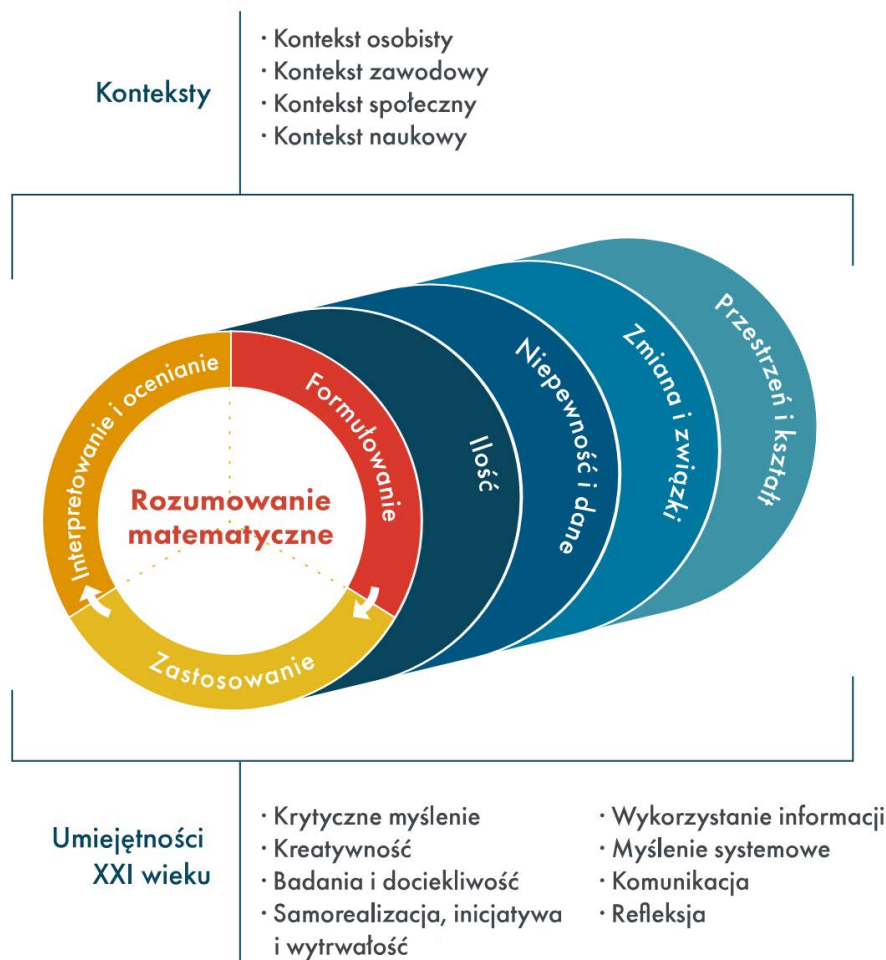 Konteksty
· Kontekst osobisty
· Kontekst zawodowy
· Kontekst społeczny
· Kontekst naukowy
Interpretowanie i ocenianie
Formułowanie
Zastosowanie
Rozumowanie
matematyczne
Ilość
Niepewność i dane
Zmiana i związki
Przestrzeń i kształt
Umiejętności
XXI wieku
· Krytyczne myślenie
· Kreatywność
· Badania i dociekliwość
· Samorealizacja, inicjatywa
i wytrwałość
· Wykorzystanie informacji
· Myślenie systemowe
· Komunikacja
· Refleksja